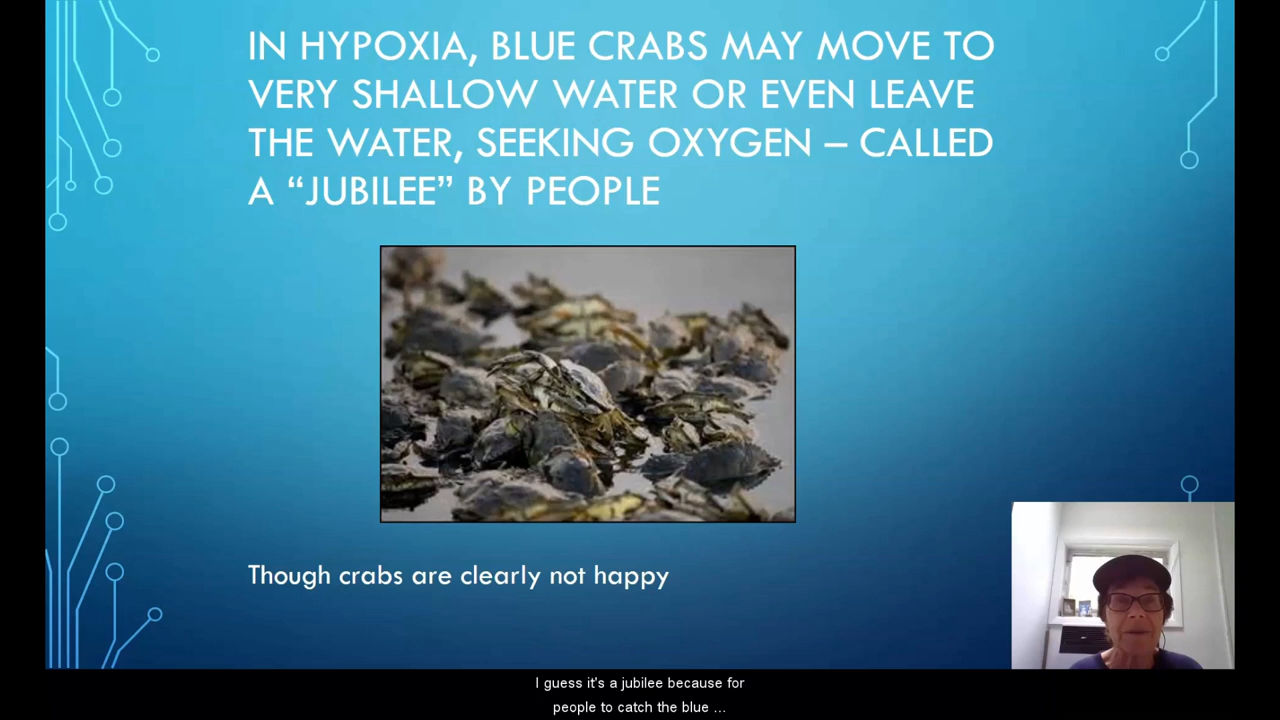 IN HYPOXIA, BLUE CRABS MAY MOVE TO
VERY SHALLOW WATER OR EVEN LEAVE
THE WATER, SEEKING OXYGEN – CALLED
A “JUBILEE” BY PEOPLE
Though crabs are clearly not happy
I guess it's a jubilee because for
people to catch the blue ...